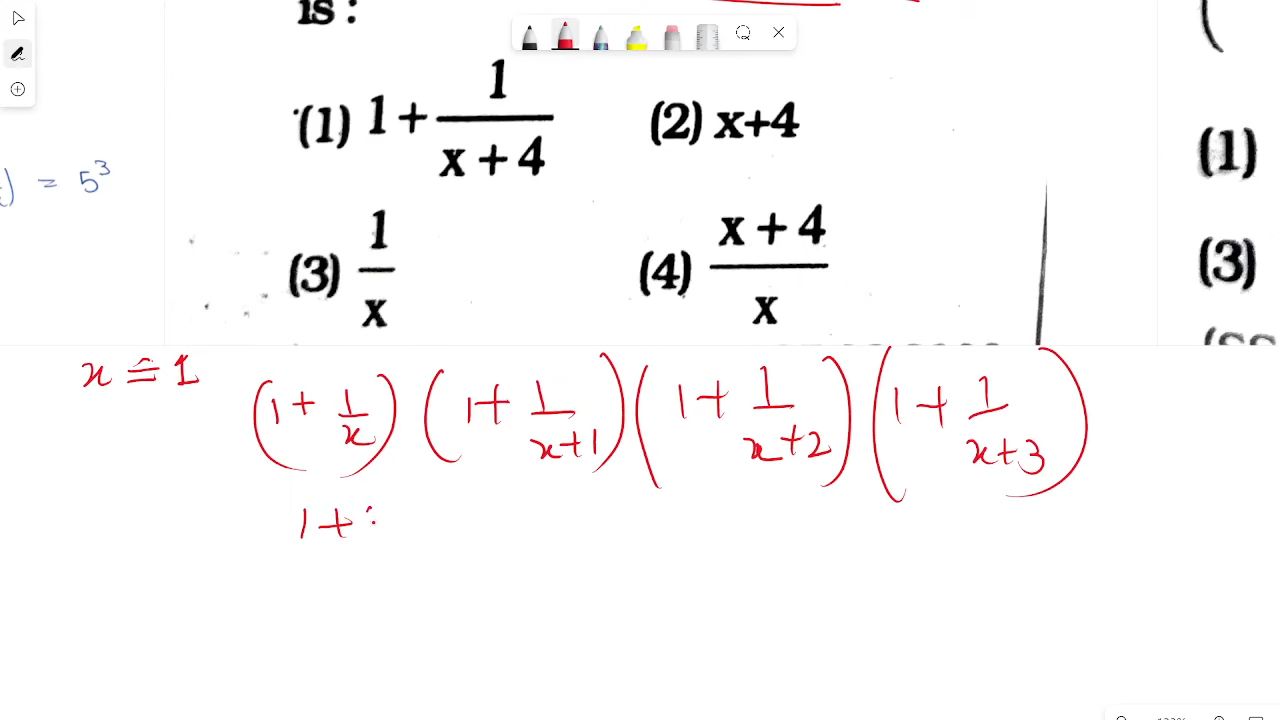 is :
(1) 1 + 1/(x + 4)
(2) x+4
(3) 1/x
(4) (x + 4)/x
) = 5³
(1)
(3)
x = 1 (1 + 1/x) (1 + 1/(x+1)) (1 + 1/(x+2)) (1 + 1/(x+3))
1 +